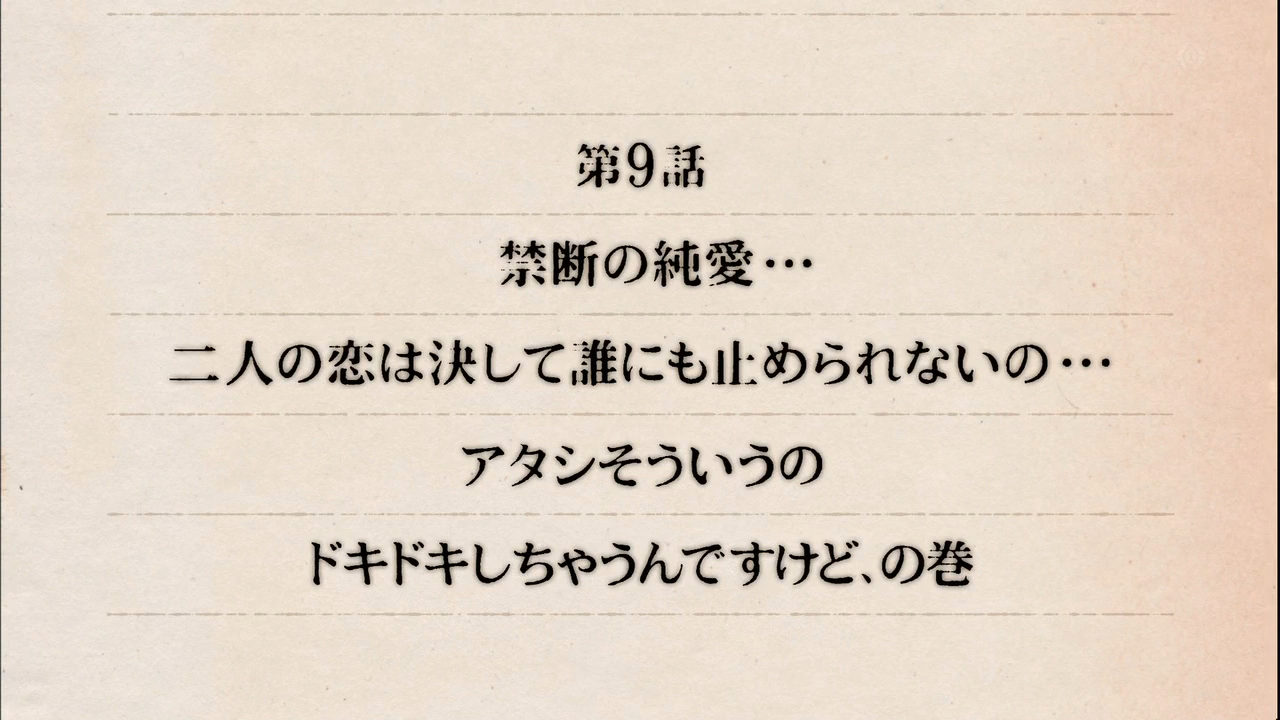 第9話
禁断の純愛…
二人の恋は決して誰にも止められないの…
アタシそういうの
ドキドキしちゃうんですけど、の巻